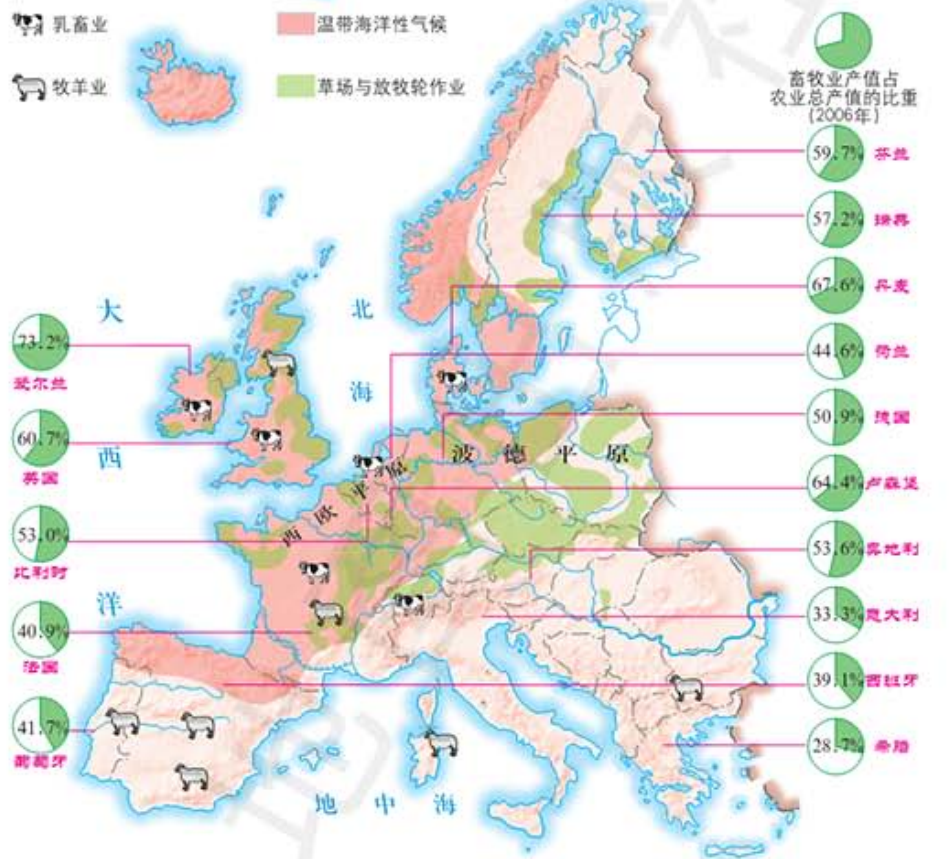 乳畜业
温带海洋性气候
牧羊业
草场与放牧轮作业
畜牧业产值占
农业总产值的比重
(2006年)
59.7%
芬兰
57.2%
瑞典
67.6%
丹麦
44.6%
荷兰
50.9%
德国
64.4%
卢森堡
53.6%
奥地利
33.3%
意大利
39.1%
西班牙
28.7%
希腊
73.2%
爱尔兰
60.7%
英国
53.0%
比利时
40.9%
法国
41.7%
葡萄牙
大西洋
北海
波德平原
西欧平原
地中海